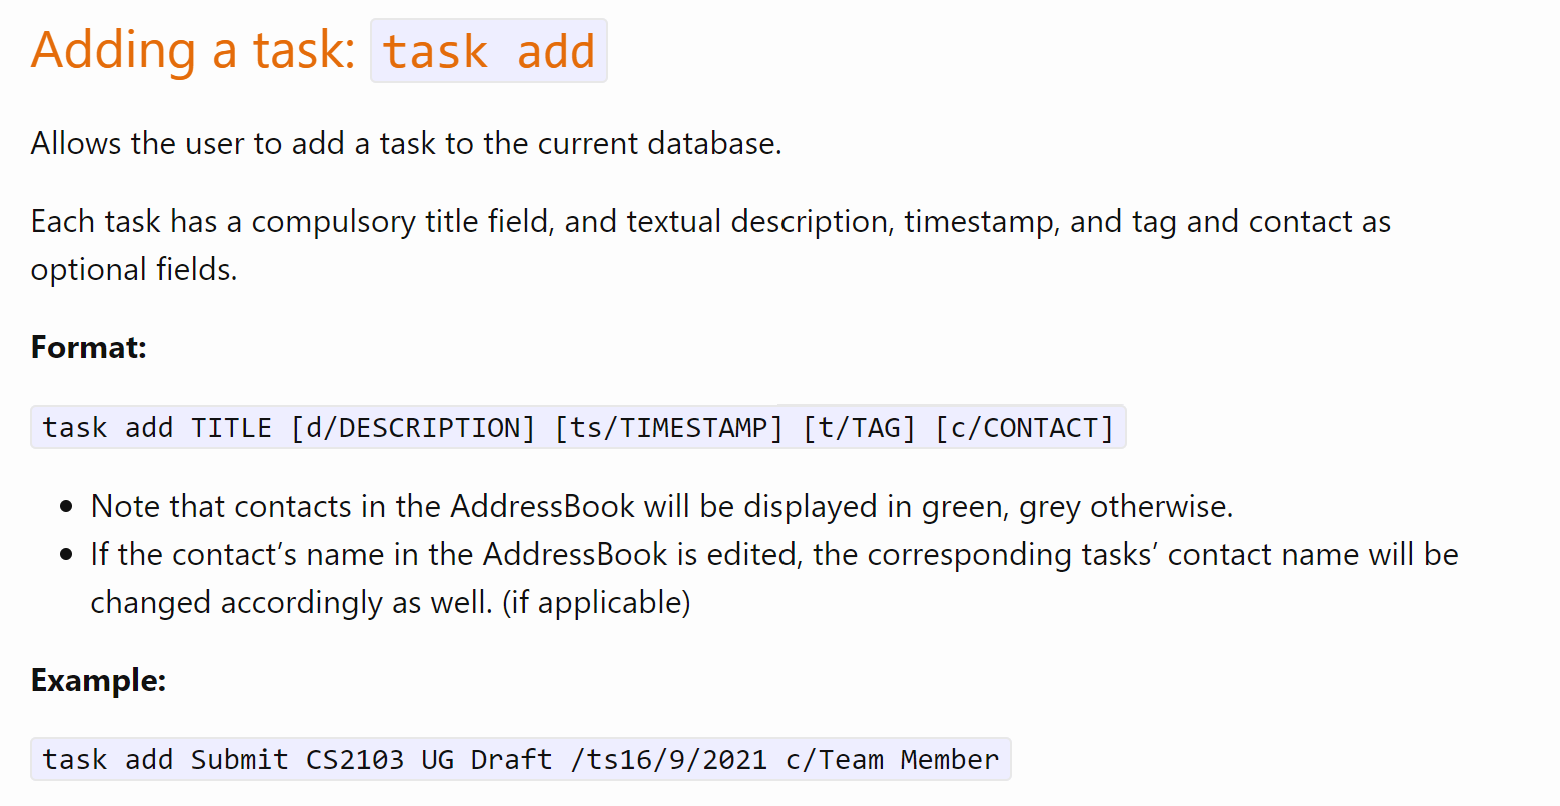 Adding a task: task add
Allows the user to add a task to the current database.
Each task has a compulsory title field, and textual description, timestamp, and tag and contact as
optional fields.
Format:
task add TITLE [d/DESCRIPTION] [ts/TIMESTAMP] [t/TAG] [c/CONTACT]
• Note that contacts in the AddressBook will be displayed in green, grey otherwise.
• If the contact’s name in the AddressBook is edited, the corresponding tasks’ contact name will be
changed accordingly as well. (if applicable)
Example:
task add Submit CS2103 UG Draft /ts16/9/2021 c/Team Member